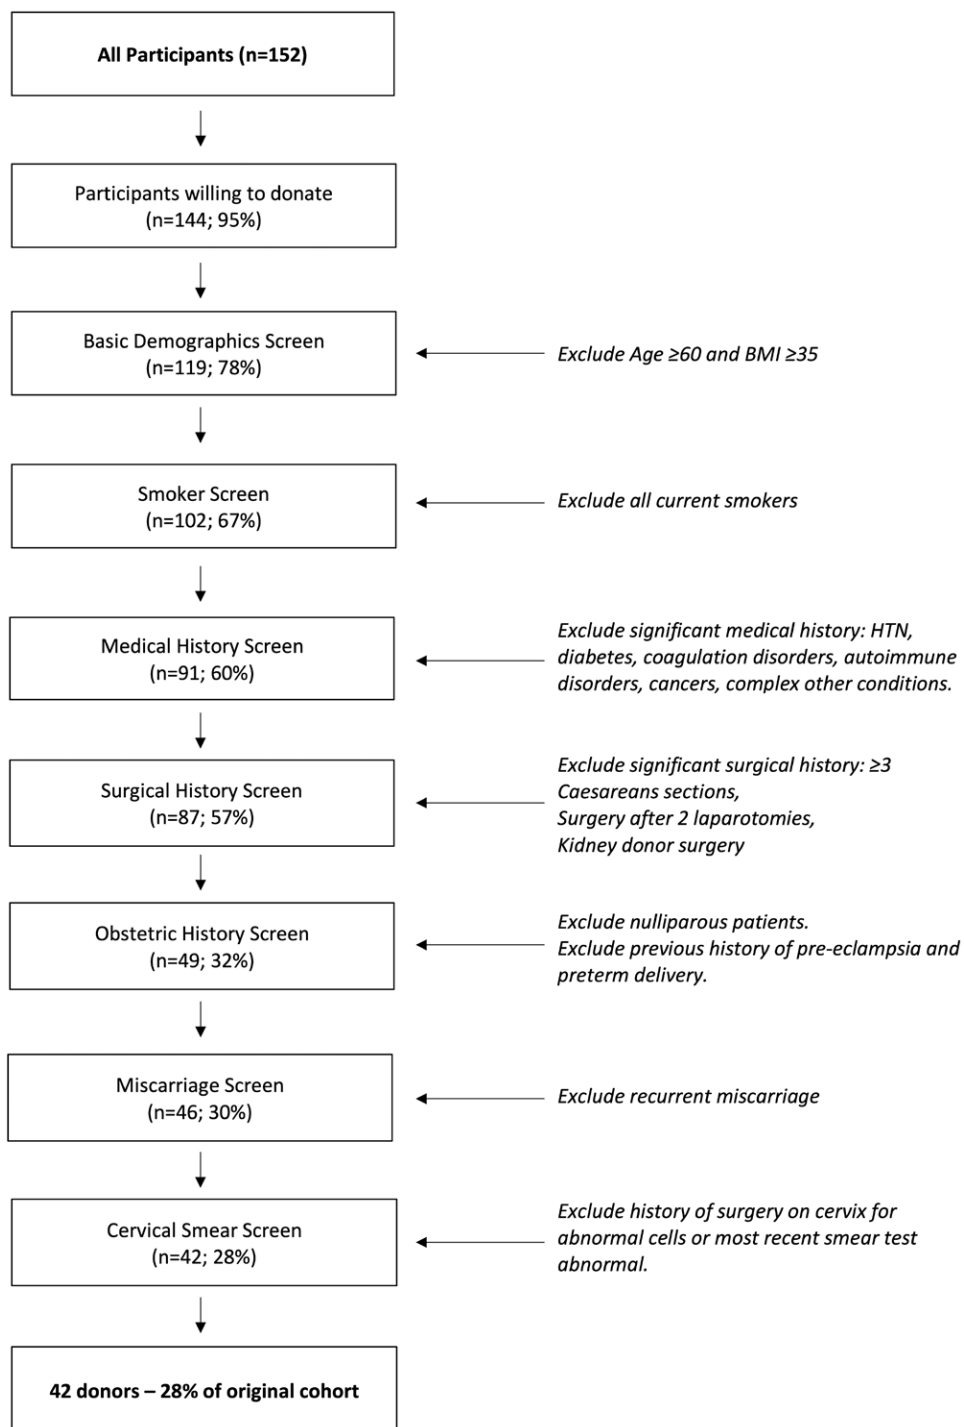 All Participants (n=152)
Participants willing to donate
(n=144; 95%)
Basic Demographics Screen
(n=119; 78%)
Exclude Age ≥60 and BMI ≥35
Smoker Screen
(n=102; 67%)
Exclude all current smokers
Medical History Screen
(n=91; 60%)
Exclude significant medical history: HTN,
diabetes, coagulation disorders, autoimmune
disorders, cancers, complex other conditions.
Surgical History Screen
(n=87; 57%)
Exclude significant surgical history: ≥3
Caesareans sections,
Surgery after 2 laparotomies,
Kidney donor surgery
Obstetric History Screen
(n=49; 32%)
Exclude nulliparous patients.
Exclude previous history of pre-eclampsia and
preterm delivery.
Miscarriage Screen
(n=46; 30%)
Exclude recurrent miscarriage
Cervical Smear Screen
(n=42; 28%)
Exclude history of surgery on cervix for
abnormal cells or most recent smear test
abnormal.
42 donors – 28% of original cohort